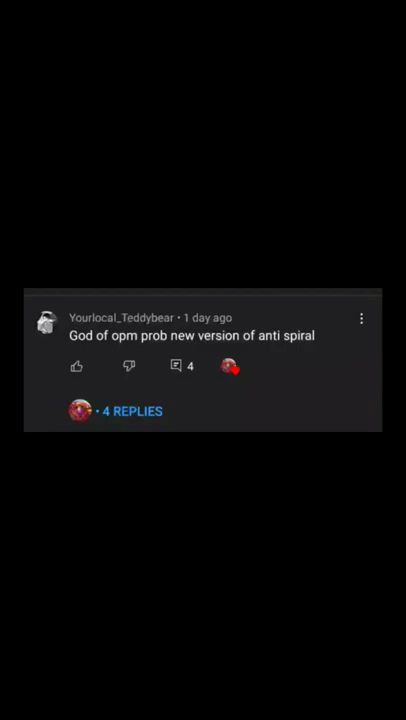 Yourlocal_Teddybear • 1 day ago
God of opm prob new version of anti spiral
4
• 4 REPLIES